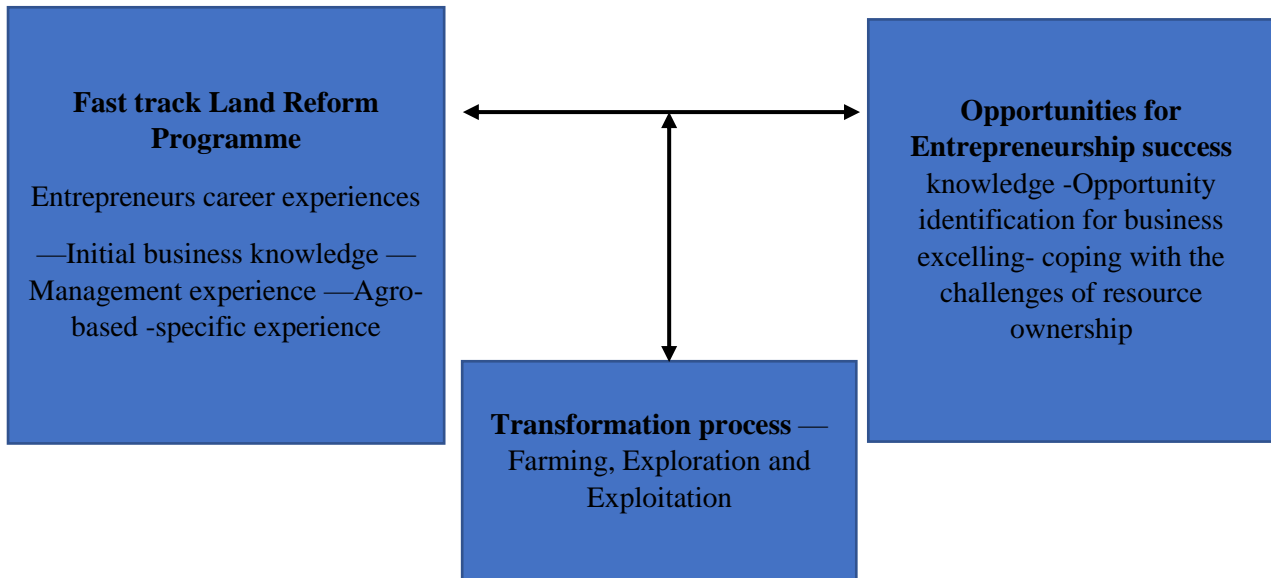 Fast track Land Reform
Programme
Entrepreneurs career experiences
—Initial business knowledge —
Management experience —Agro-
based -specific experience
Opportunities for
Entrepreneurship success
knowledge -Opportunity
identification for business
excelling- coping with the
challenges of resource
ownership
Transformation process —
Farming, Exploration and
Exploitation